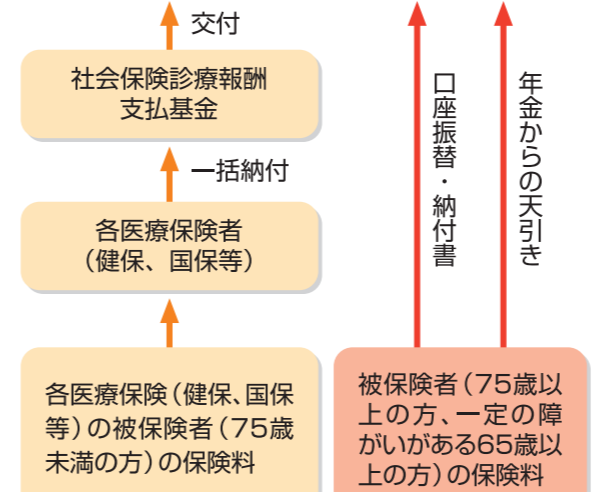 交付
社会保険診療報酬
支払基金
一括納付
各医療保険者
（健保、国保等）
各医療保険（健保、国保
等）の被保険者（75歳
未満の方）の保険料
口座振替・納付書
年金からの天引き
被保険者（75歳以
上の方、一定の障
がいがある65歳以
上の方）の保険料